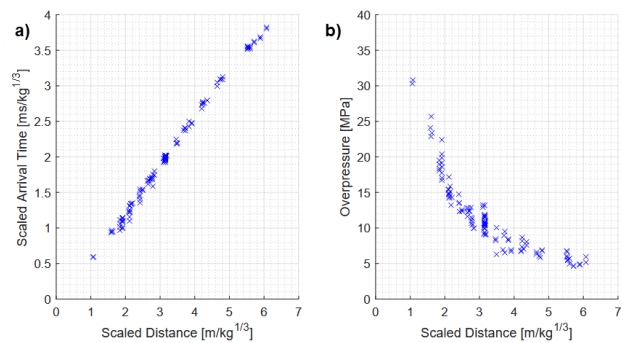 a)
Scaled Arrival Time [ms/kg^1/3]
4
3.5
3
2.5
2
1.5
1
0.5
0
0 1 2 3 4 5 6 7
Scaled Distance [m/kg^1/3]
b)
Overpressure [MPa]
40
35
30
25
20
15
10
5
0
0 1 2 3 4 5 6 7
Scaled Distance [m/kg^1/3]